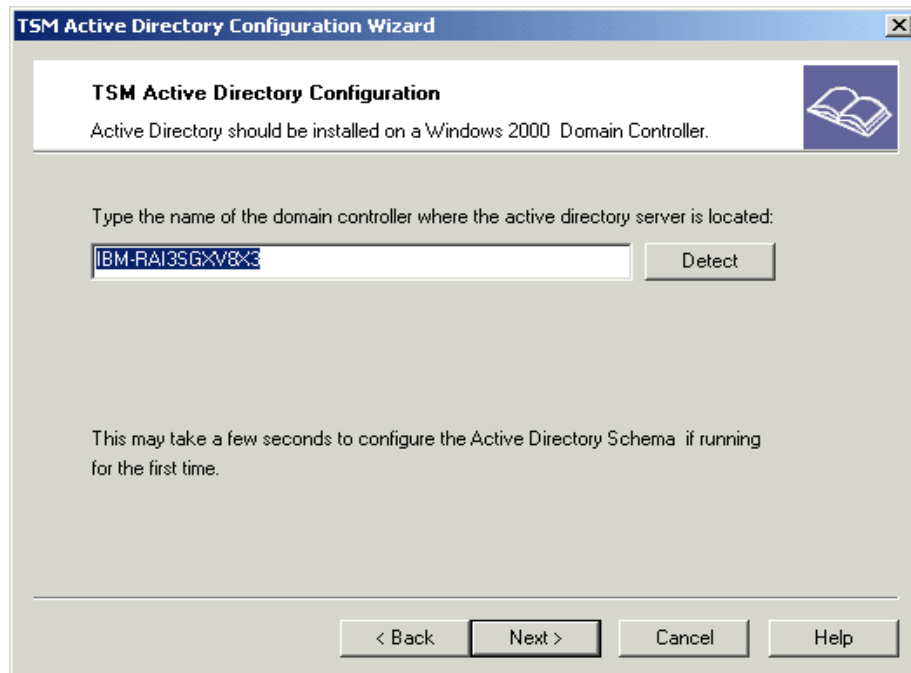 TSM Active Directory Configuration Wizard
TSM Active Directory Configuration
Active Directory should be installed on a Windows 2000 Domain Controller.
Type the name of the domain controller where the active directory server is located:
IBM-RAI3SGXV8X3
Detect
This may take a few seconds to configure the Active Directory Schema if running
for the first time.
< Back
Next >
Cancel
Help